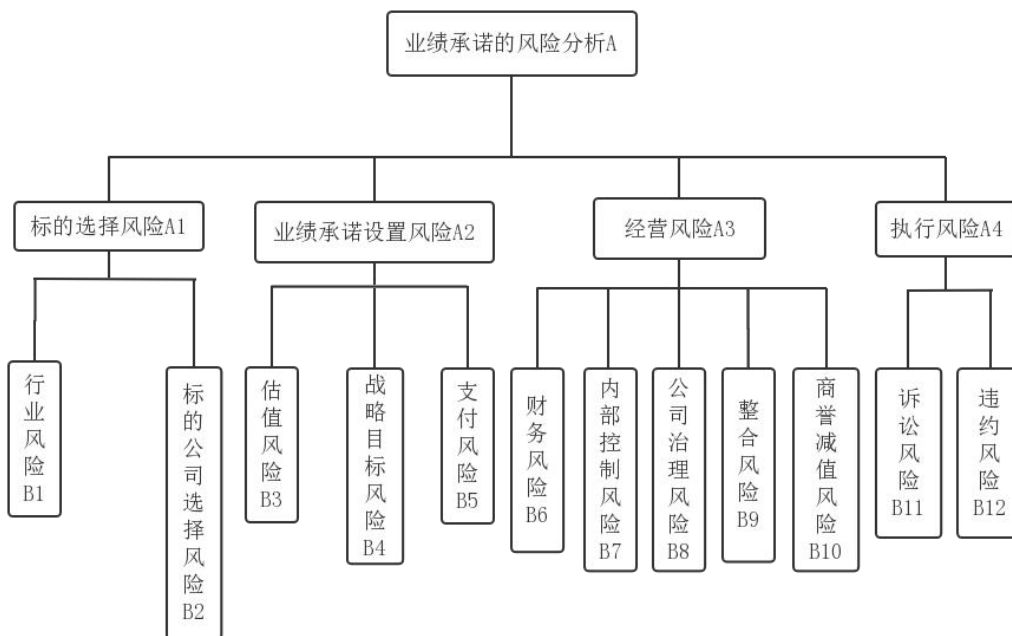 业绩承诺的风险分析A
标的选择风险A1
业绩承诺设置风险A2
经营风险A3
执行风险A4
行业风险B1
标的公司选择风险B2
估值风险B3
战略目标风险B4
支付风险B5
财务风险B6
内部控制风险B7
公司治理风险B8
整合风险B9
商誉减值风险B10
诉讼风险B11
违约风险B12